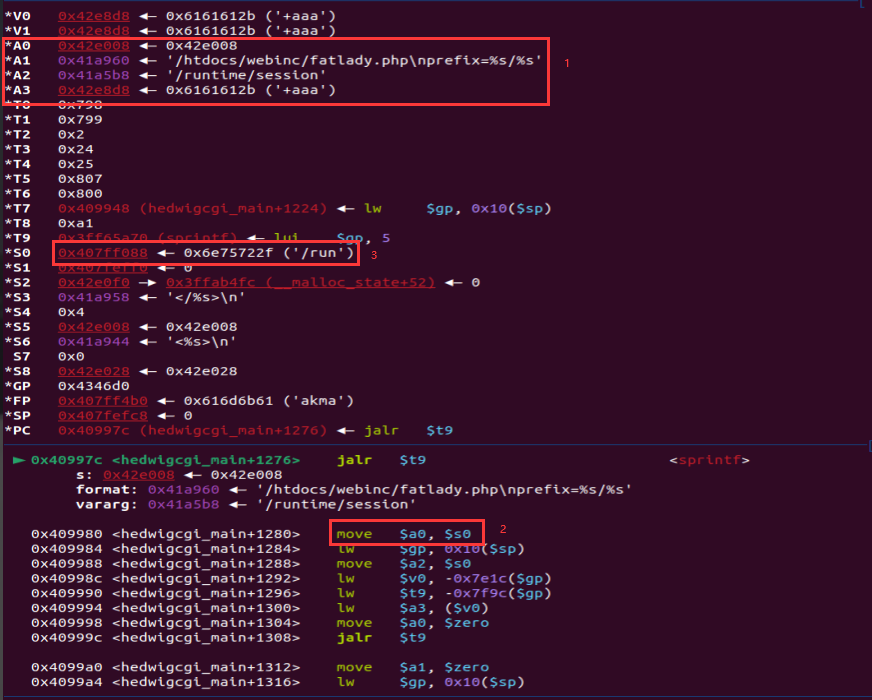 *V0 0x42e8d8 ← 0x6161612b ('+aaa')
*V1 0x42e8d8 ← 0x6161612b ('+aaa')
*A0 0x42e008 ← 0x42e008
*A1 0x41a960 ← '/htdocs/webinc/fatlady.php\nprefix=%s/%s' 1
*A2 0x41a5b8 ← '/runtime/session'
*A3 0x42e8d8 ← 0x6161612b ('+aaa')
*T0 0x798
*T1 0x799
*T2 0x2
*T3 0x24
*T4 0x25
*T5 0x807
*T6 0x800
*T7 0x409948 (hedwigcgi_main+1224) ← lw $gp, 0x10($sp)
*T8 0xa1
*T9 0x3ff65a70 (sprintf) ← lui $gp, 5
*S0 0x407ff088 ← 0x6e75722f ('/run') 3
*S1 0x407feff0 ← 0
*S2 0x42e0f0 → 0x3ffab4fc (__malloc_state+52) ← 0
*S3 0x41a958 ← '</%s>\n'
*S4 0x4
*S5 0x42e008 ← 0x42e008
*S6 0x41a944 ← '<%s>\n'
S7 0x0
*S8 0x42e028 ← 0x42e028
*GP 0x4346d0
*FP 0x407ff4b0 ← 0x616d6b61 ('akma')
*SP 0x407fefc8 ← 0
*PC 0x40997c (hedwigcgi_main+1276) ← jalr $t9
► 0x40997c <hedwigcgi_main+1276> jalr $t9 <sprintf>
s: 0x42e008 ← 0x42e008
format: 0x41a960 ← '/htdocs/webinc/fatlady.php\nprefix=%s/%s'
vararg: 0x41a5b8 ← '/runtime/session'
0x409980 <hedwigcgi_main+1280> move $a0, $s0 2
0x409984 <hedwigcgi_main+1284> lw $gp, 0x10($sp)
0x409988 <hedwigcgi_main+1288> move $a2, $s0
0x40998c <hedwigcgi_main+1292> lw $v0, -0x7e1c($gp)
0x409990 <hedwigcgi_main+1296> lw $t9, -0x7f9c($gp)
0x409994 <hedwigcgi_main+1300> lw $a3, ($v0)
0x409998 <hedwigcgi_main+1304> move $a0, $zero
0x40999c <hedwigcgi_main+1308> jalr $t9
0x4099a0 <hedwigcgi_main+1312> move $a1, $zero
0x4099a4 <hedwigcgi_main+1316> lw $gp, 0x10($sp)